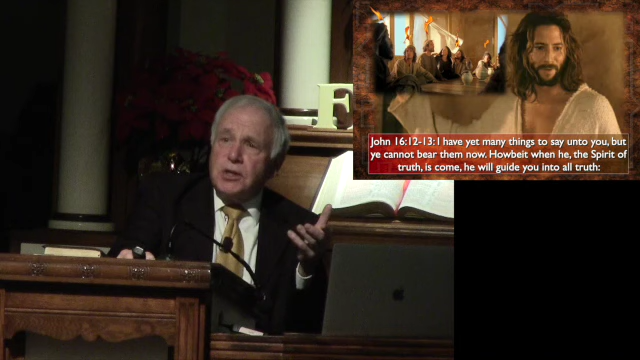 F
John 16:12-13: I have yet many things to say unto you, but
ye cannot bear them now. Howbeit when he, the Spirit of
truth, is come, he will guide you into all truth: